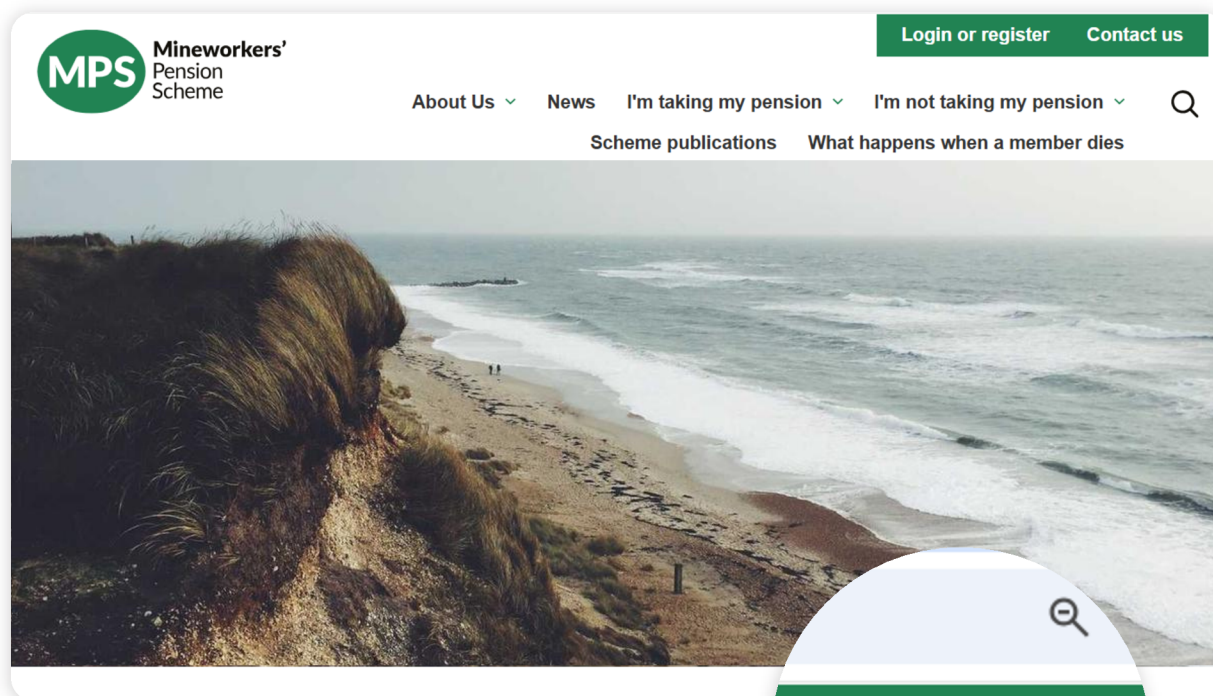 Login or register Contact us
MPS Mineworkers'
Pension
Scheme
About Us News I'm taking my pension I'm not taking my pension
Scheme publications What happens when a member dies